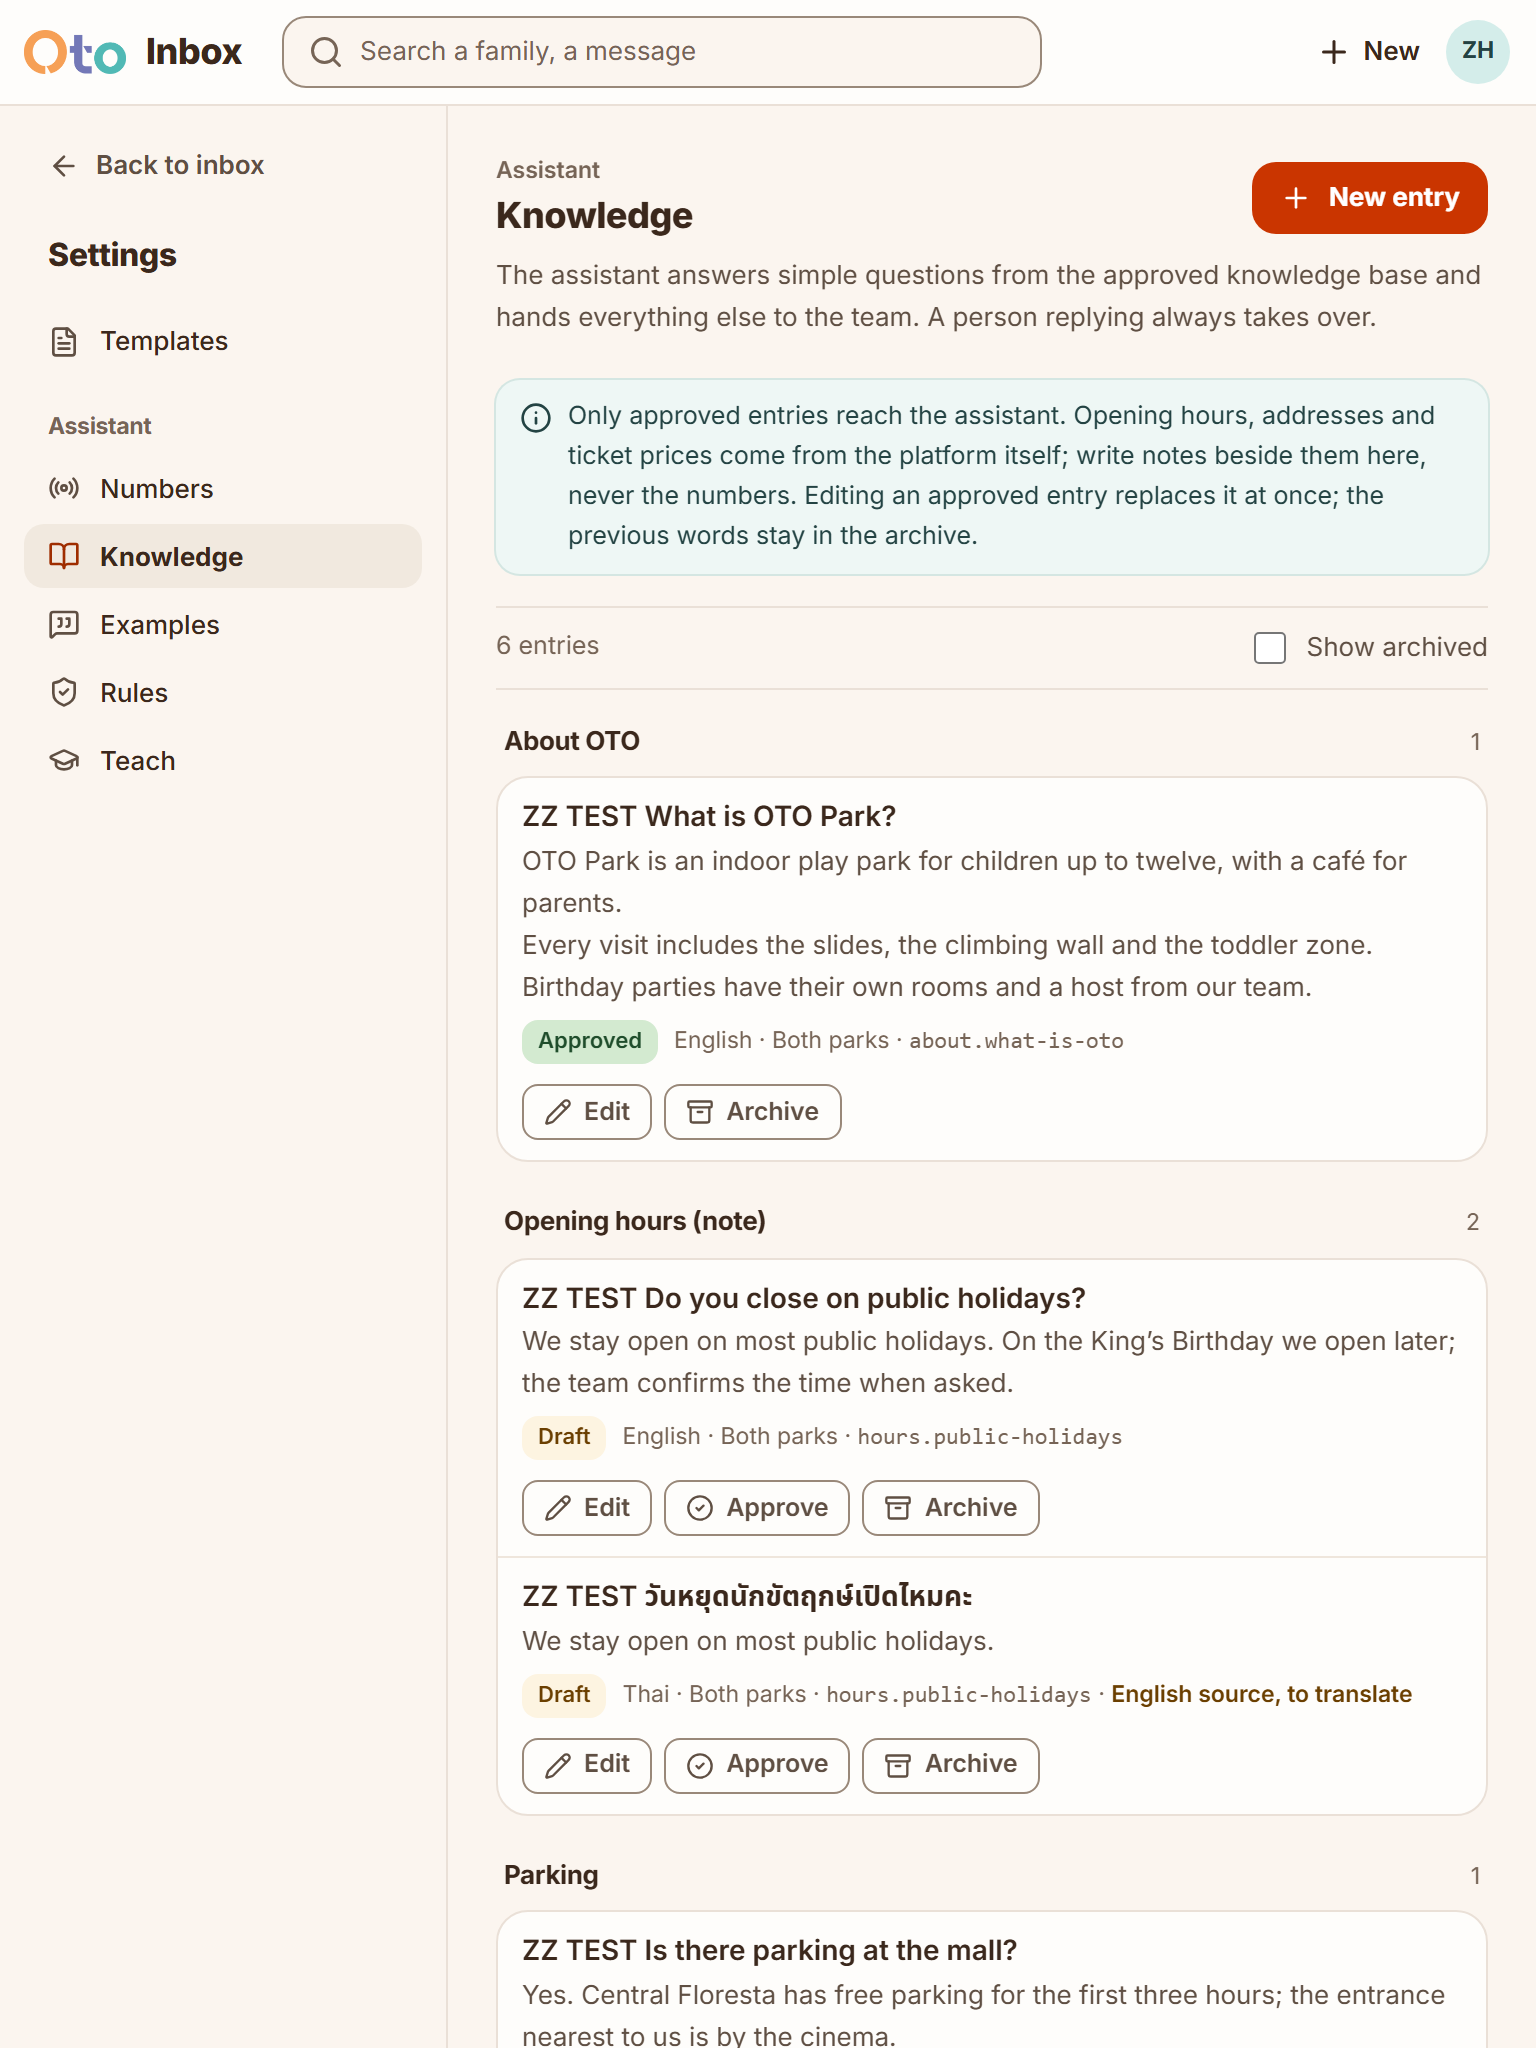 Oto Inbox
Search a family, a message
New
ZH
Back to inbox
Settings
Templates
Assistant
Numbers
Knowledge
Examples
Rules
Teach
Assistant
Knowledge
New entry
The assistant answers simple questions from the approved knowledge base and
hands everything else to the team. A person replying always takes over.
Only approved entries reach the assistant. Opening hours, addresses and
ticket prices come from the platform itself; write notes beside them here,
never the numbers. Editing an approved entry replaces it at once; the
previous words stay in the archive.
6 entries
Show archived
About OTO
1
ZZ TEST What is OTO Park?
OTO Park is an indoor play park for children up to twelve, with a café for
parents.
Every visit includes the slides, the climbing wall and the toddler zone.
Birthday parties have their own rooms and a host from our team.
Approved English · Both parks · about.what-is-oto
Edit Archive
Opening hours (note)
2
ZZ TEST Do you close on public holidays?
We stay open on most public holidays. On the King’s Birthday we open later;
the team confirms the time when asked.
Draft English · Both parks · hours.public-holidays
Edit Approve Archive
ZZ TEST วันหยุดนักขัตฤกษ์เปิดไหมคะ
We stay open on most public holidays.
Draft Thai · Both parks · hours.public-holidays · English source, to translate
Edit Approve Archive
Parking
1
ZZ TEST Is there parking at the mall?
Yes. Central Floresta has free parking for the first three hours; the entrance
nearest to us is by the cinema.